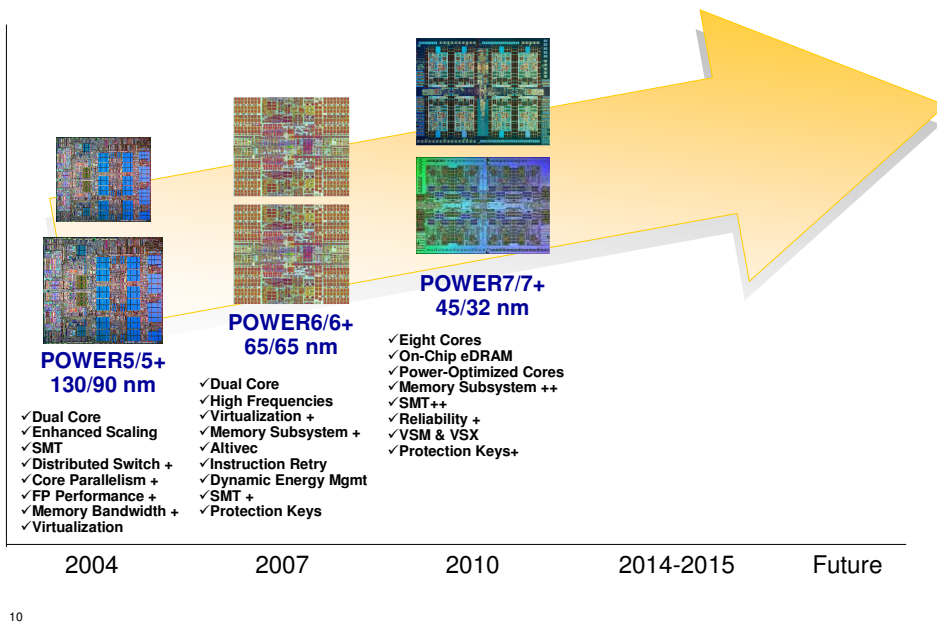 POWER5/5+
130/90 nm
✓Dual Core
✓Enhanced Scaling
✓SMT
✓Distributed Switch +
✓Core Parallelism +
✓FP Performance +
✓Memory Bandwidth +
✓Virtualization
POWER6/6+
65/65 nm
✓Dual Core
✓High Frequencies
✓Virtualization +
✓Memory Subsystem +
✓Altivec
✓Instruction Retry
✓Dynamic Energy Mgmt
✓SMT +
✓Protection Keys
POWER7/7+
45/32 nm
✓Eight Cores
✓On-Chip eDRAM
✓Power-Optimized Cores
✓Memory Subsystem ++
✓SMT++
✓Reliability +
✓VSM & VSX
✓Protection Keys+
2004
2007
2010
2014-2015
Future
10